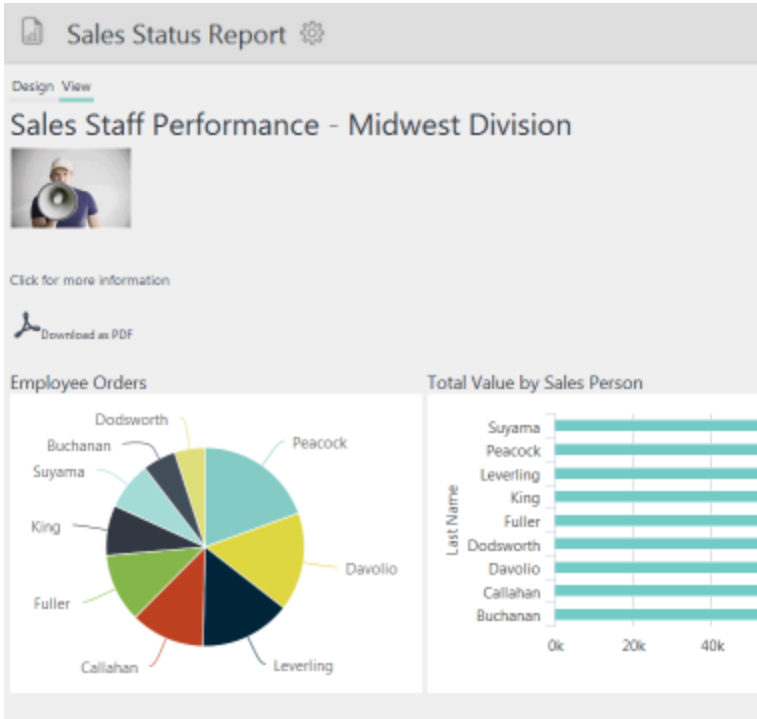 Sales Status Report
Design View
Sales Staff Performance - Midwest Division
Click for more information
Download as PDF
Employee Orders
Dodsworth
Buchanan
Suyama
King
Fuller
Callahan
Leverling
Davolio
Peacock
Total Value by Sales Person
Last Name
Suyama
Peacock
Leverling
King
Fuller
Dodsworth
Davolio
Callahan
Buchanan
0k 20k 40k